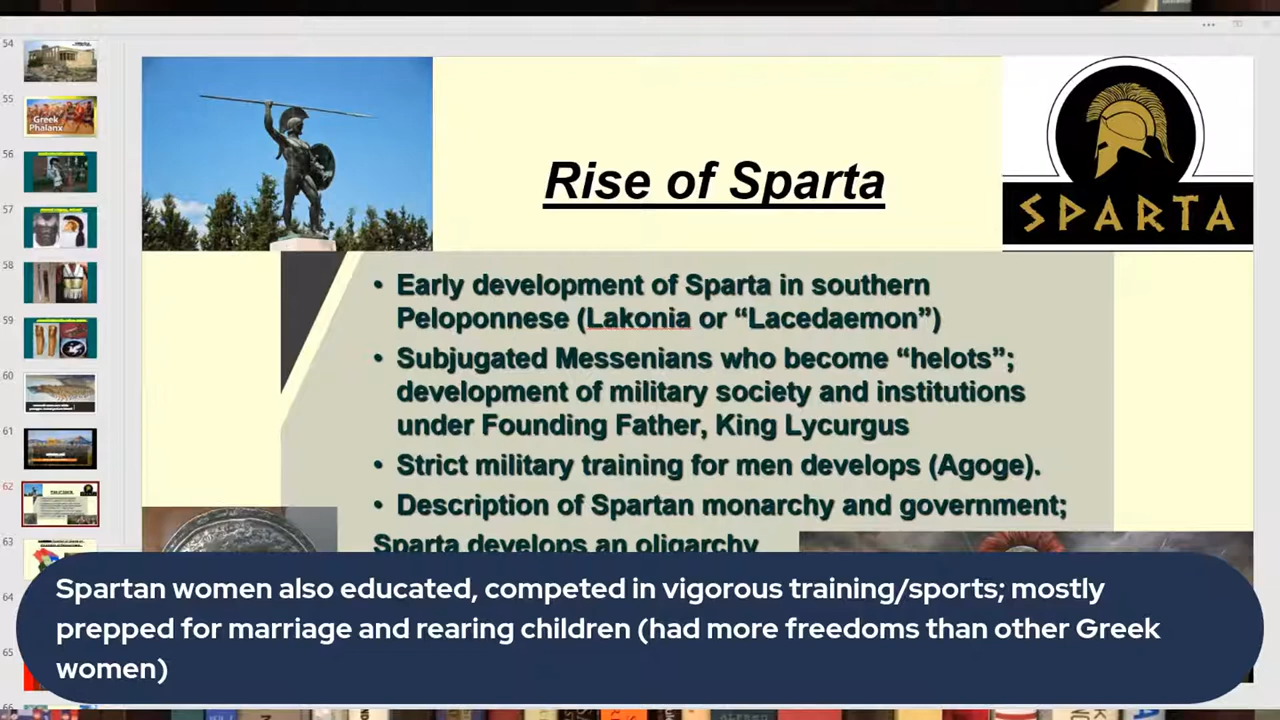 54
55
Greek
Phalanx
56
57
58
59
60
61
62
63
64
65
66
Rise of Sparta
SPARTA
• Early development of Sparta in southern
Peloponnese (Lakonia or “Lacedaemon”)
• Subjugated Messenians who become “helots”;
development of military society and institutions
under Founding Father, King Lycurgus
• Strict military training for men develops (Agoge).
• Description of Spartan monarchy and government;
Sparta develops an oligarchy
Spartan women also educated, competed in vigorous training/sports; mostly
prepped for marriage and rearing children (had more freedoms than other Greek
women)